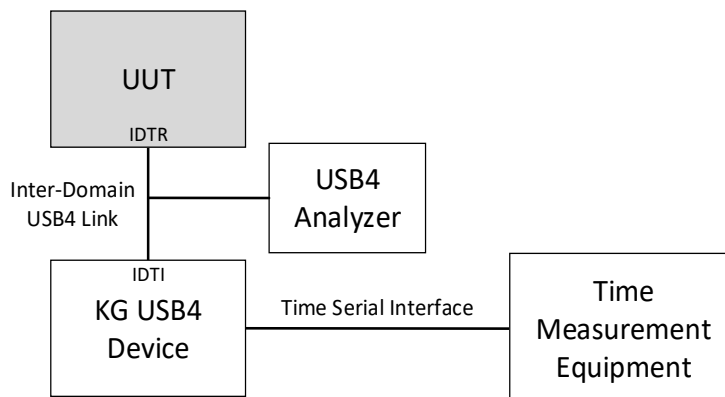 UUT
IDTR
Inter-Domain
USB4 Link
USB4
Analyzer
IDTI
KG USB4
Device
Time Serial Interface
Time
Measurement
Equipment